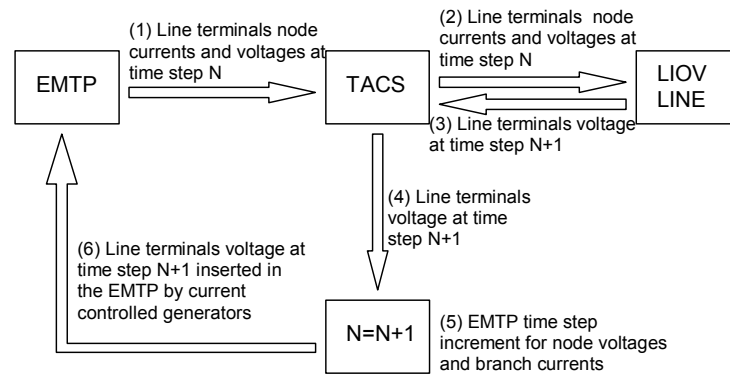 (1) Line terminals node
currents and voltages at
time step N
(2) Line terminals node
currents and voltages at
time step N
EMTP
TACS
LIOV
LINE
(3) Line terminals voltage
at time step N+1
(4) Line terminals
voltage at time
step N+1
(6) Line terminals voltage at
time step N+1 inserted in
the EMTP by current
controlled generators
N=N+1
(5) EMTP time step
increment for node voltages
and branch currents